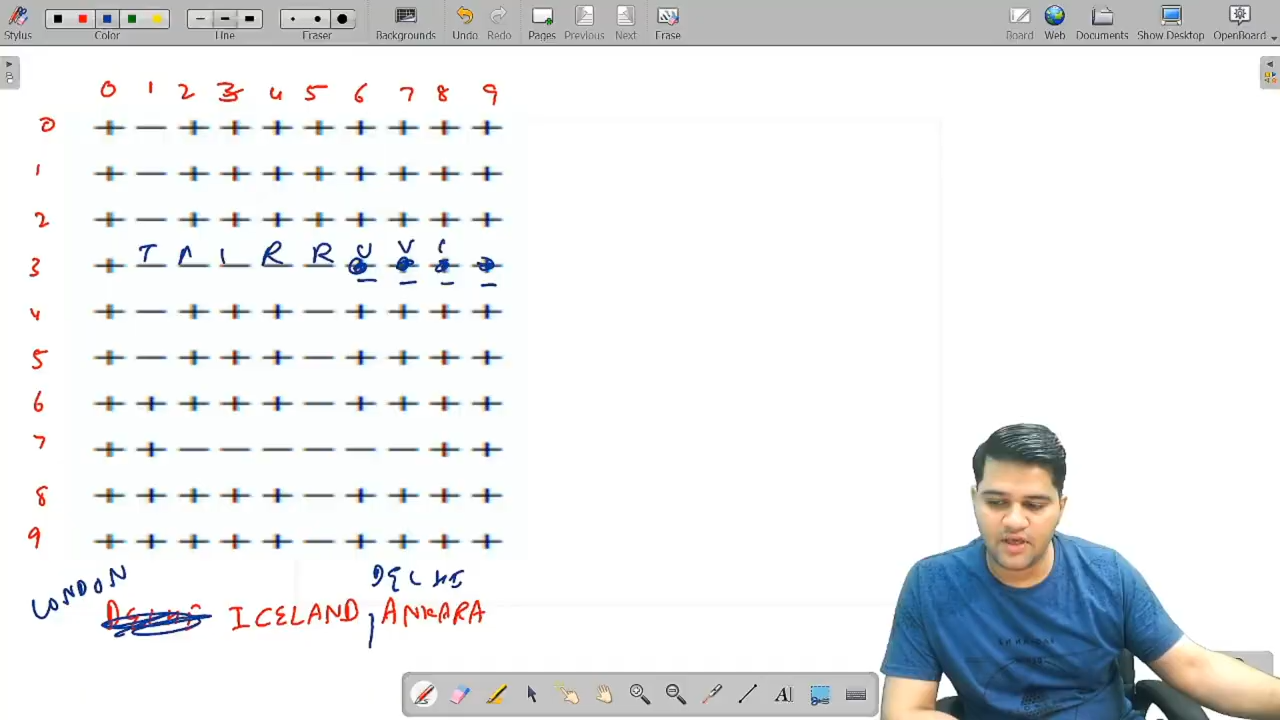 Stylus Color Line Eraser Backgrounds Undo Redo Pages Previous Next Erase Board Web Documents Show Desktop OpenBoard
0 1 2 3 4 5 6 7 8 9
0 + - + + + + + + + +
1 + - + + + + + + + +
2 + - + + + + + + + +
T A I R R U V I
3 + - - - - -
4 + - + + + - + + + +
5 + - + + + - + + + +
6 + + + + + - + + + +
7 + + - - - - - - + +
8 + + + + + - + + + +
9 + + + + + - + + + +
LONDON DELHI
ICELAND, ANKARA